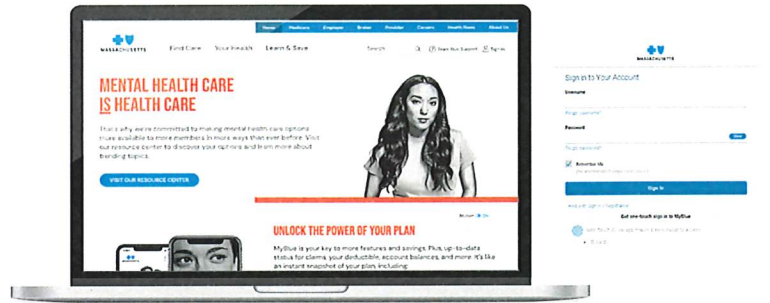 Home Medicare Employer Broker Provider Careers Health News About Us
MASSACHUSETTS
Find Care Your Health Learn & Save Search Sign In
MENTAL HEALTH CARE
IS HEALTH CARE
That's why we're committed to making mental health care options
more available to more members in more ways than ever before. Visit
our resource center to discover your options and learn more about
trending topics.
VISIT OUR RESOURCE CENTER
UNLOCK THE POWER OF YOUR PLAN
MyBlue is your key to more features and savings. Plus, up-to-date
status for claims, your deductible, account balances, and more. It's like
an instant snapshot of your plan, including:
MASSACHUSETTS
Sign in to Your Account
Username
Forgot username?
Password
Forgot password?
Remember Me
Sign In
Get one-touch sign in to MyBlue